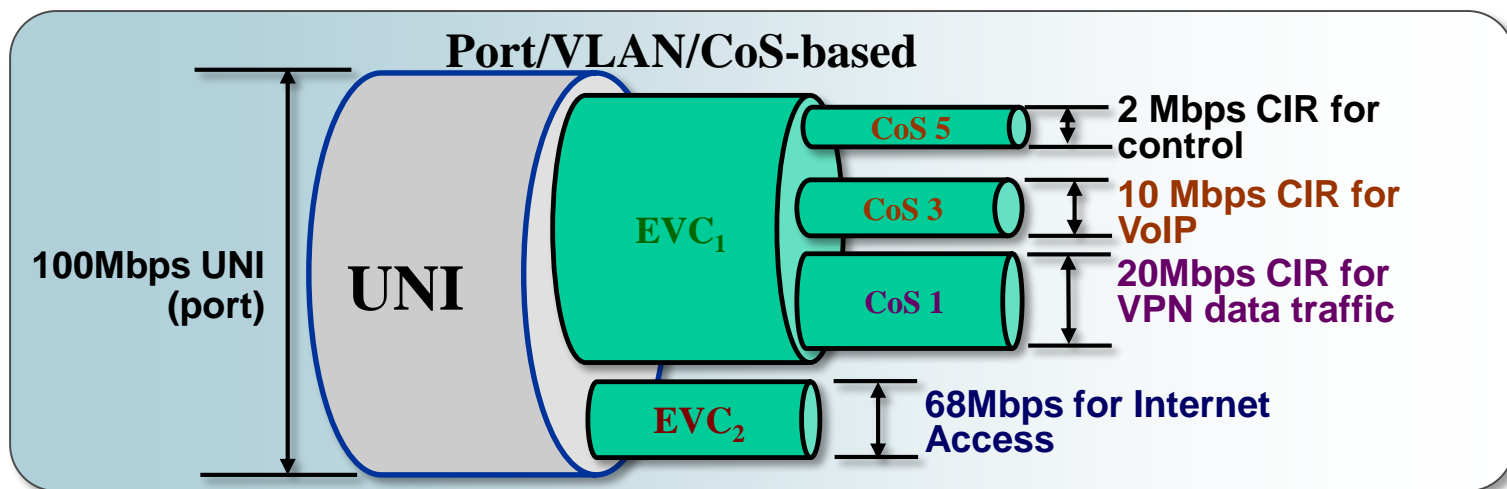 Port/VLAN/CoS-based
100Mbps UNI
(port)
UNI
EVC₁
CoS 5
2 Mbps CIR for
control
CoS 3
10 Mbps CIR for
VoIP
CoS 1
20Mbps CIR for
VPN data traffic
EVC₂
68Mbps for Internet
Access